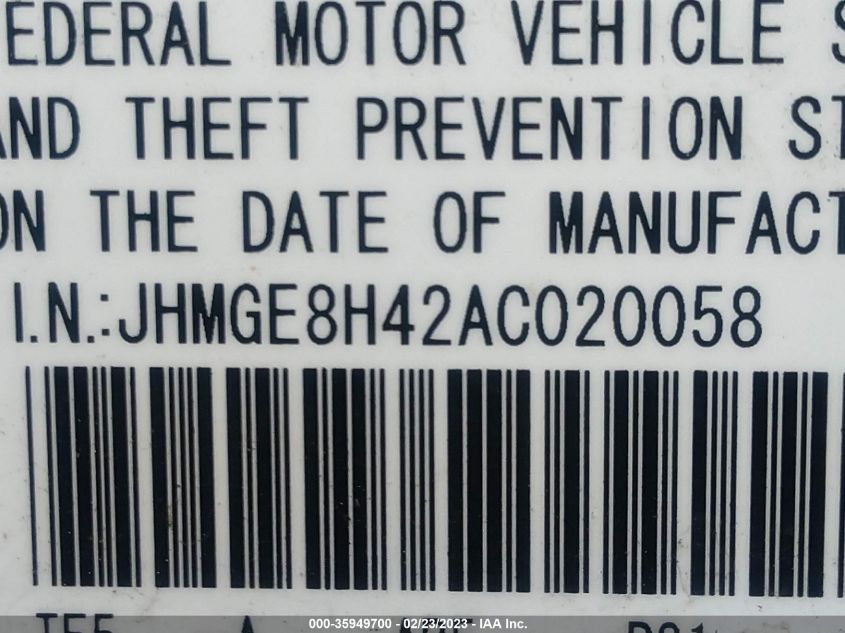 EDERAL MOTOR VEHICLE S
AND THEFT PREVENTION ST
ON THE DATE OF MANUFACT
I.N.:JHMGE8H42AC020058
000-35949700 - 02/23/2023 - IAA Inc.